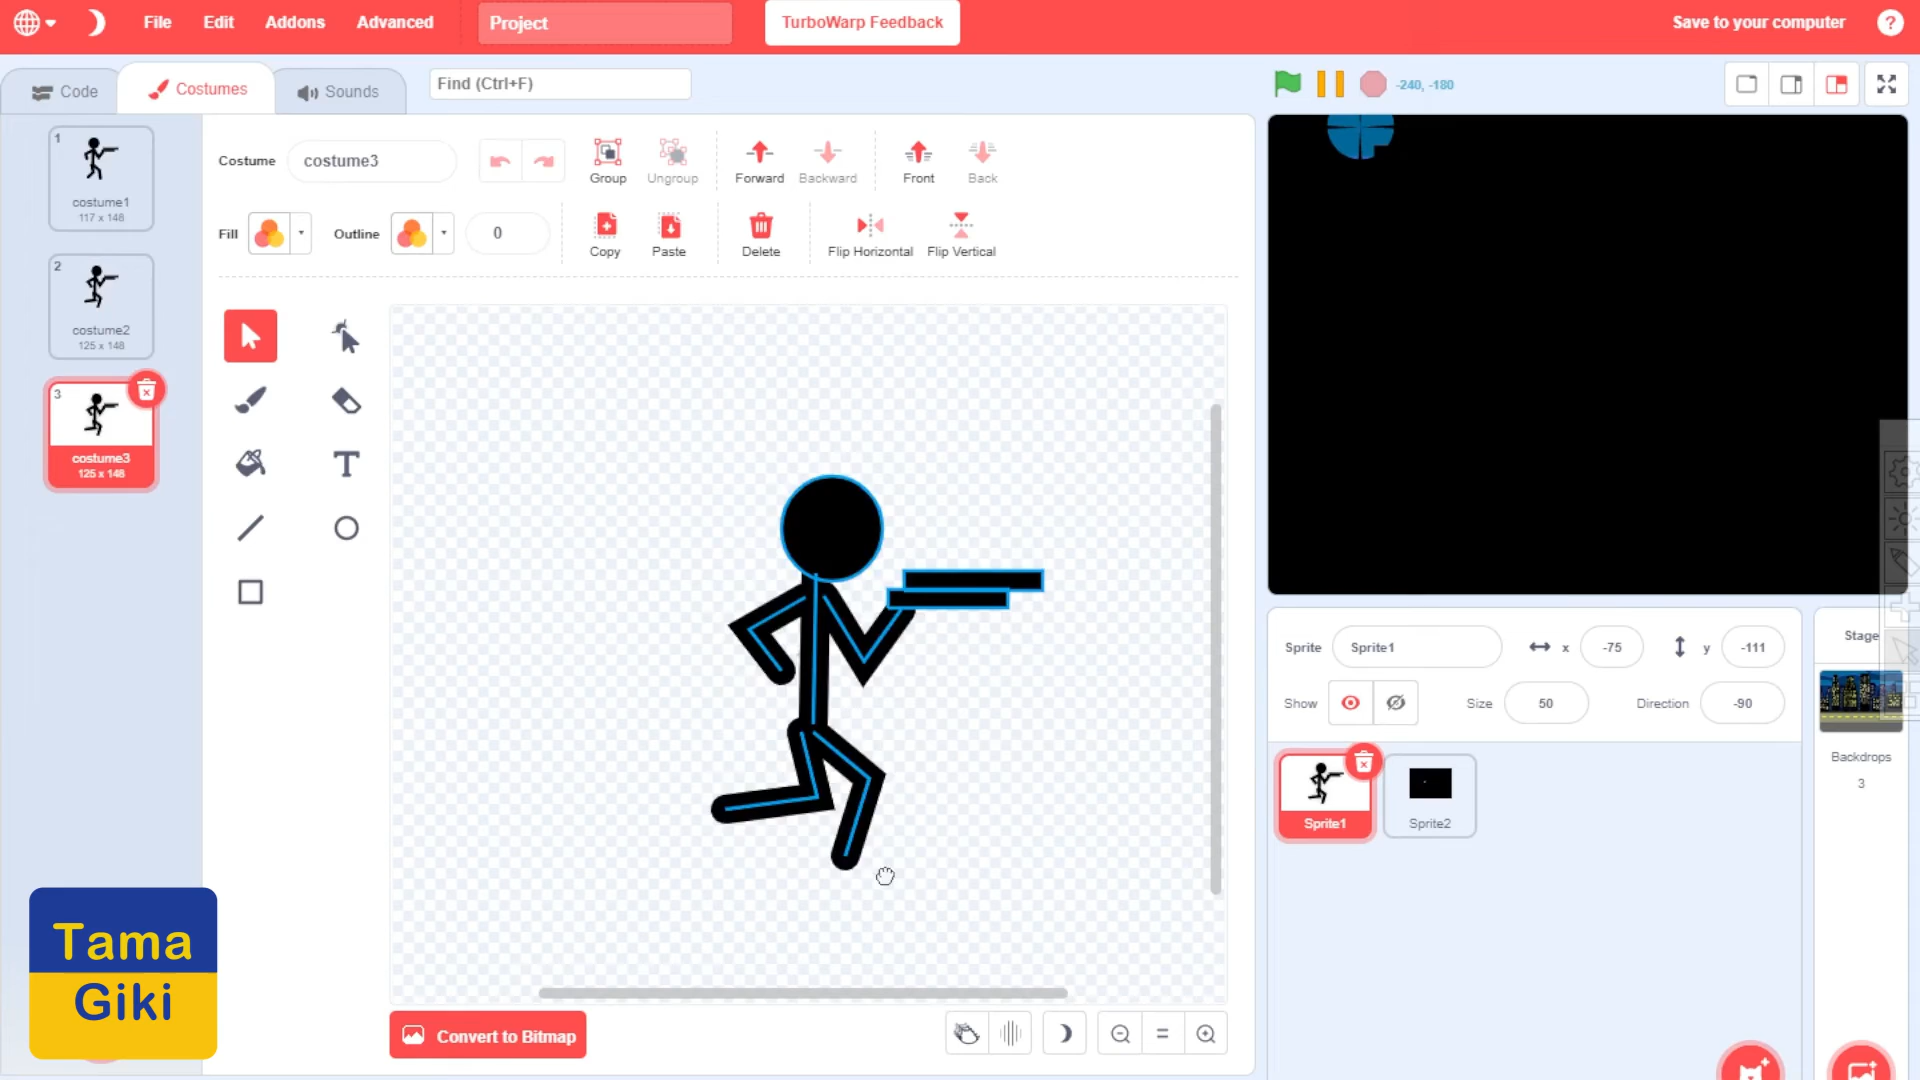 File Edit Addons Advanced Project TurboWarp Feedback Save to your computer ?
Code Costumes Sounds Find (Ctrl+F) -240, -180
1
costume1
117 x 148
2
costume2
125 x 148
3
costume3
125 x 148
Costume costume3 Group Ungroup Forward Backward Front Back
Fill Outline 0 Copy Paste Delete Flip Horizontal Flip Vertical
T
Convert to Bitmap
Sprite Sprite1 x -75 y -111
Show Size 50 Direction -90
Sprite1 Sprite2
Stage
Backdrops
3
Tama
Giki